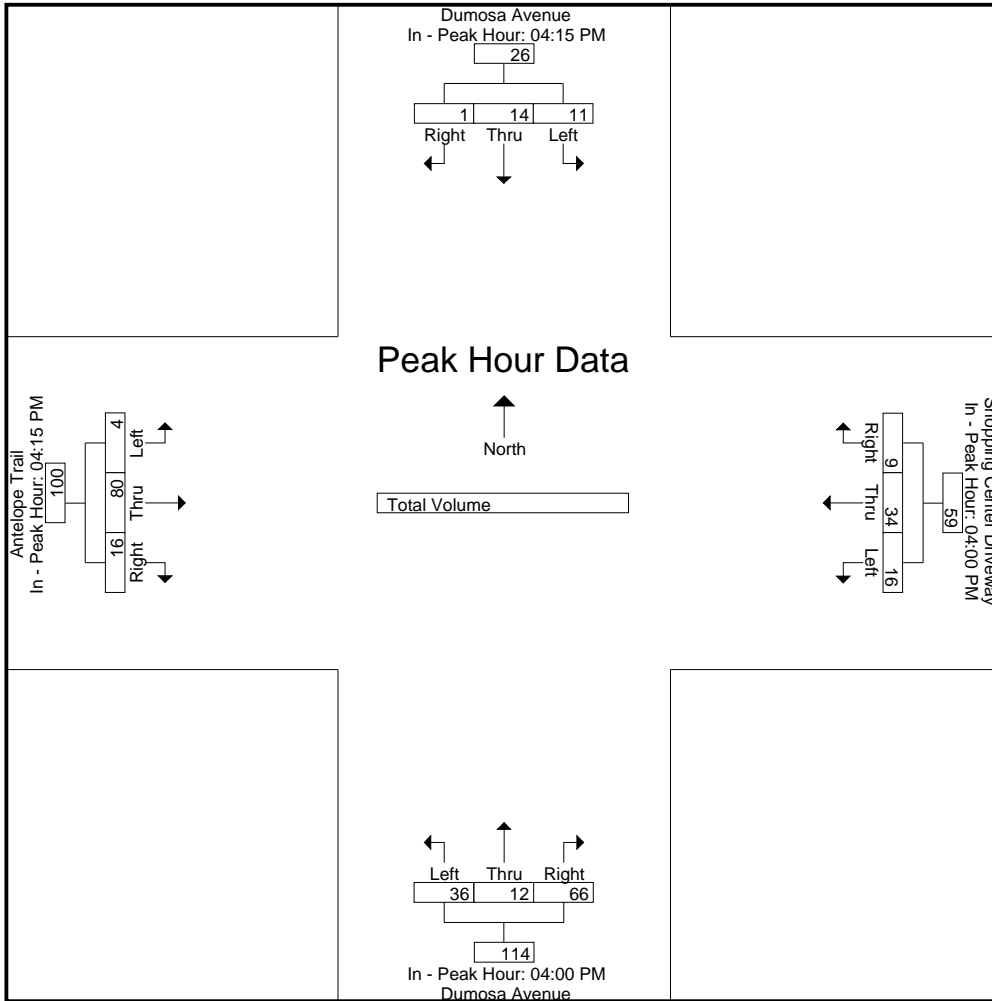 Dumosa Avenue
In - Peak Hour: 04:15 PM
26
1 14 11
Right Thru Left
Peak Hour Data
North
Total Volume
Antelope Trail
In - Peak Hour: 04:15 PM
100
4 80 16
Left Thru Right
Shopping Center Driveway
In - Peak Hour: 04:00 PM
59
9 34 16
Right Thru Left
Left Thru Right
36 12 66
114
In - Peak Hour: 04:00 PM
Dumosa Avenue